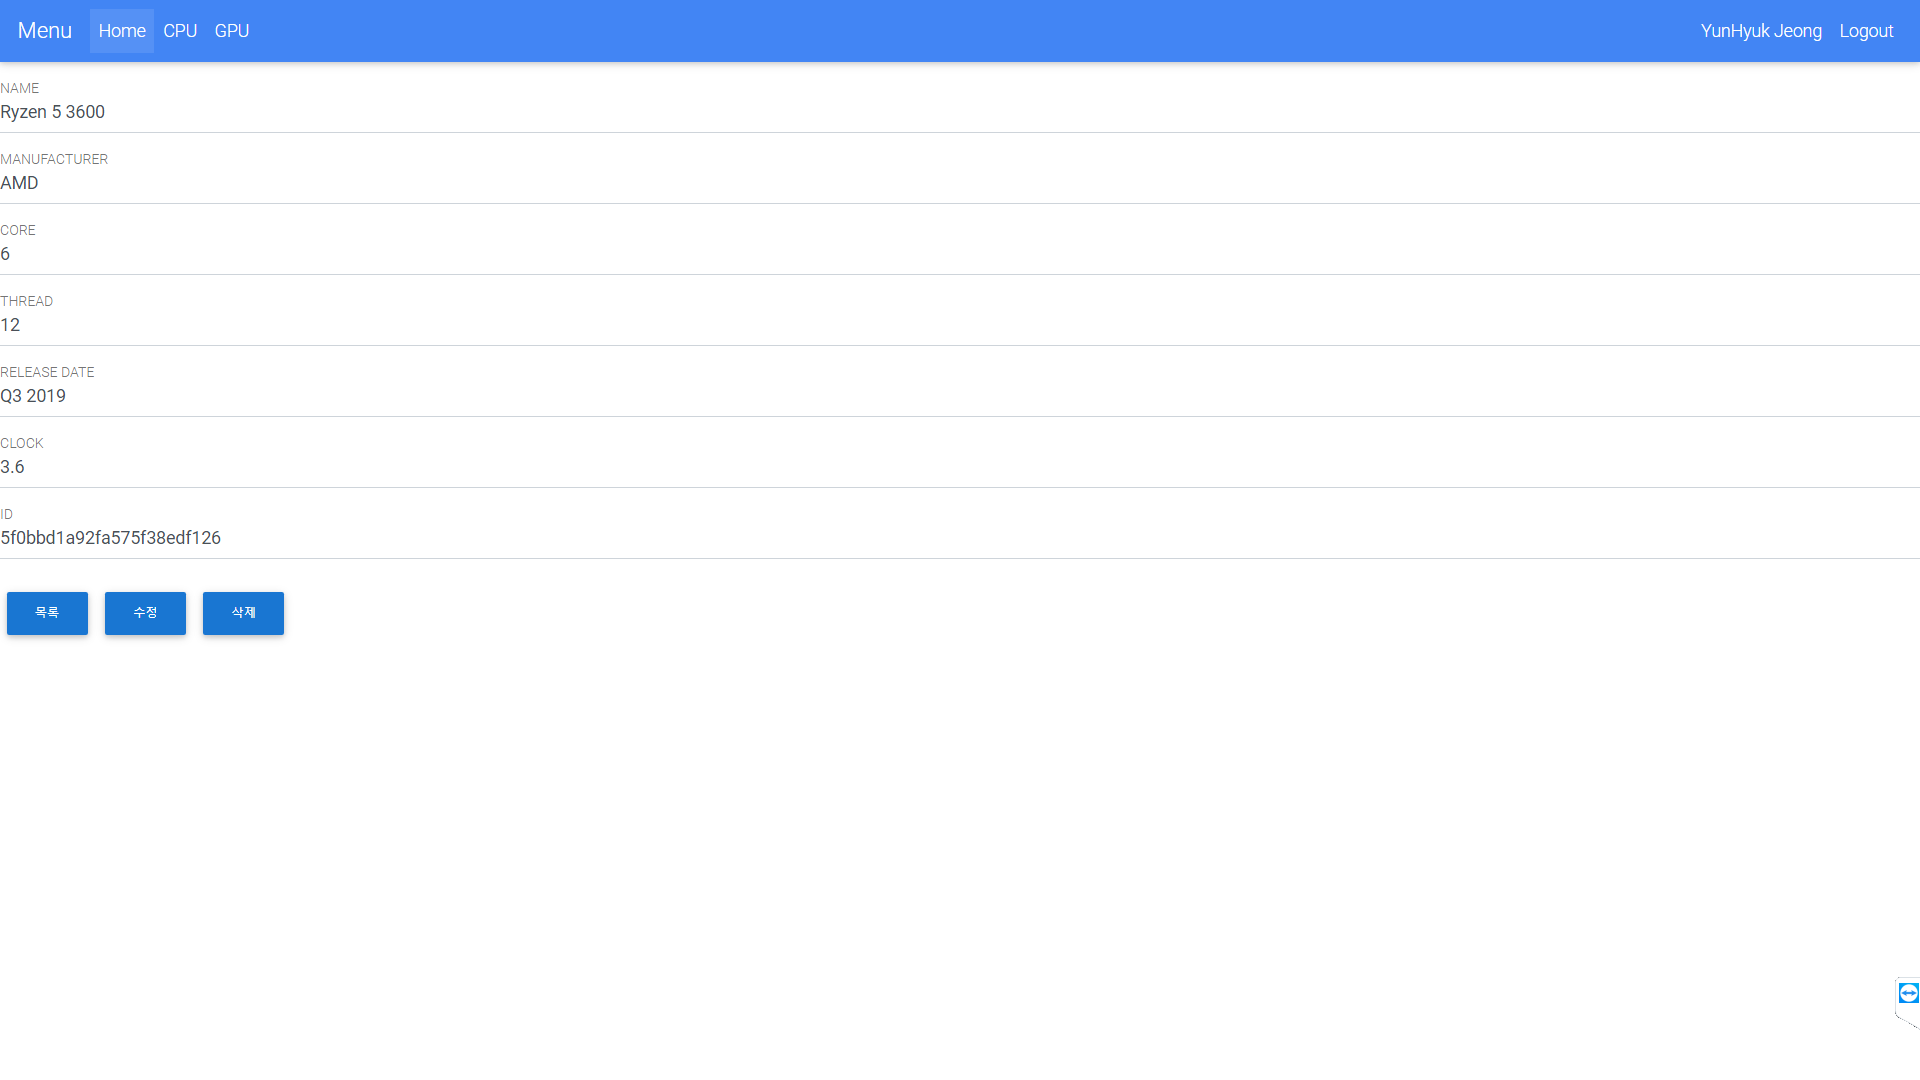 Menu Home CPU GPU YunHyuk Jeong Logout
NAME
Ryzen 5 3600
MANUFACTURER
AMD
CORE
6
THREAD
12
RELEASE DATE
Q3 2019
CLOCK
3.6
ID
5f0bbd1a92fa575f38edf126
목록 수정 삭제